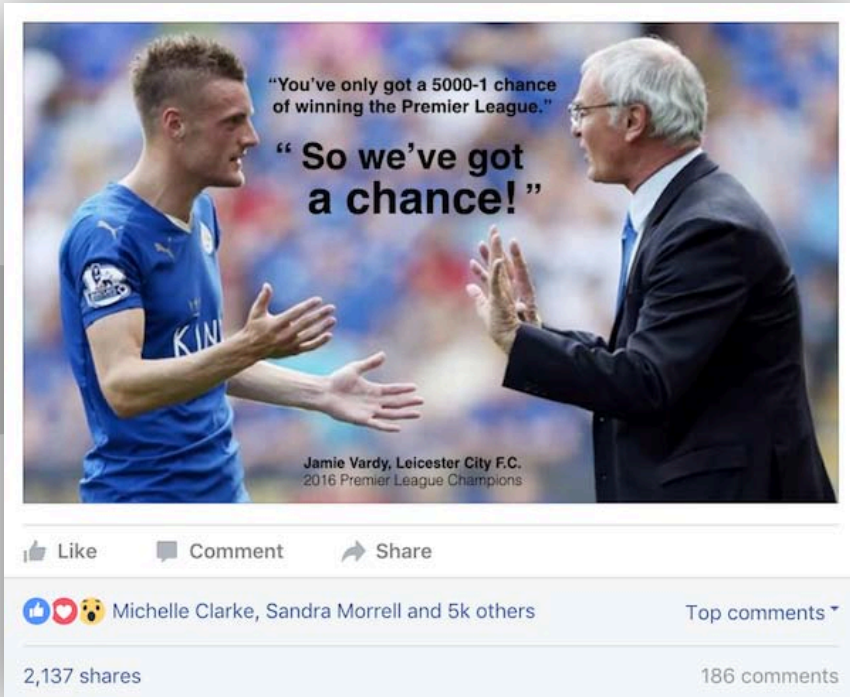 “You’ve only got a 5000-1 chance
of winning the Premier League.”
“ So we’ve got
a chance!”
KIN
Jamie Vardy, Leicester City F.C.
2016 Premier League Champions
Like Comment Share
Michelle Clarke, Sandra Morrell and 5k others Top comments
2,137 shares 186 comments